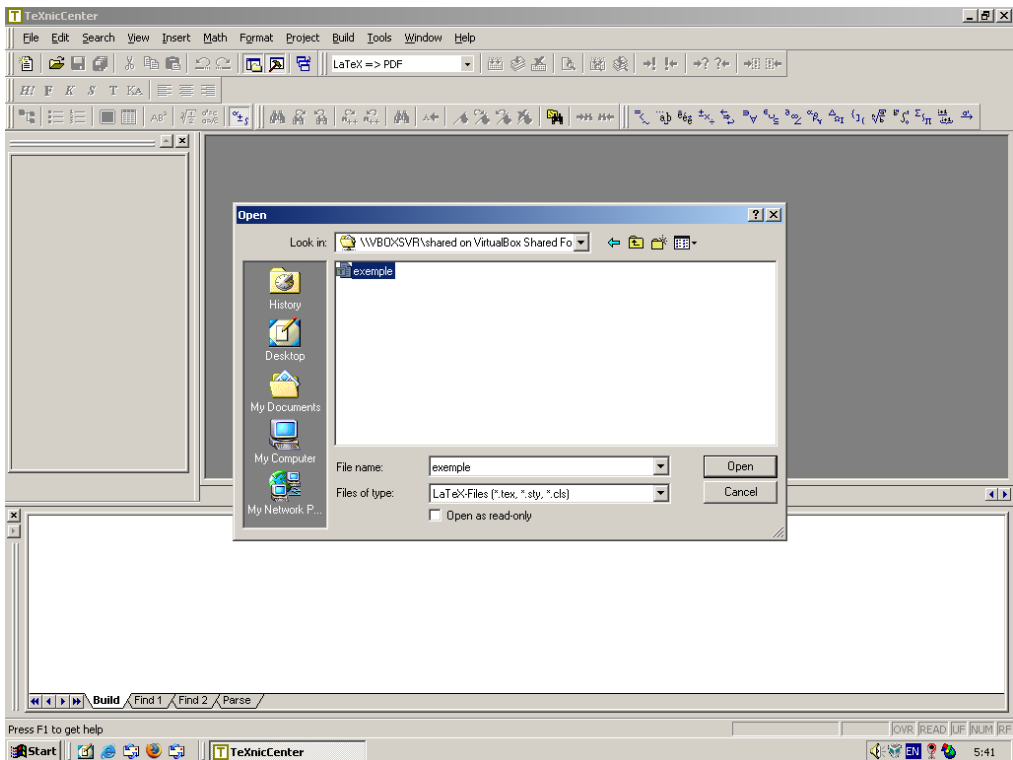 TeXnicCenter
File Edit Search View Insert Math Format Project Build Tools Window Help
LaTeX => PDF
Open
Look in: \\VBOXSVR\shared on VirtualBox Shared Fo
exemple
History
Desktop
My Documents
My Computer
My Network P...
File name: exemple Open
Files of type: LaTeX-Files (*.tex, *.sty, *.cls) Cancel
Open as read-only
Build Find 1 Find 2 Parse
Press F1 to get help OVR READ UF NUM RF
Start TeXnicCenter EN 5:41